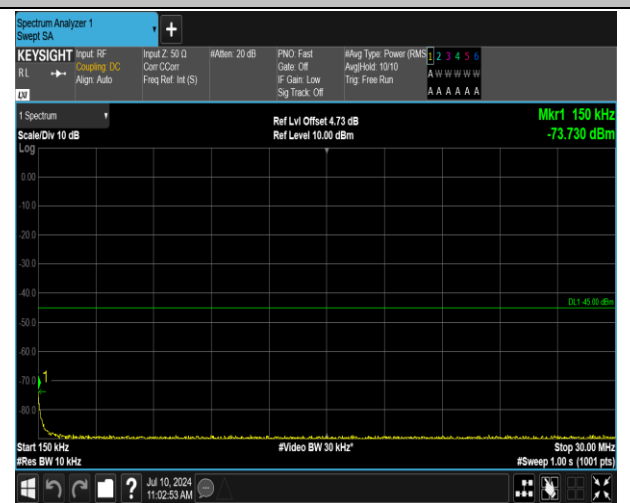 Spectrum Analyzer 1
Swept SA
+
KEYSIGHT Input: RF Input Z: 50 Ω #Atten: 20 dB PNO: Fast #Avg Type: Power (RMS 1 2 3 4 5 6
RL Coupling: DC Corr CCorr Gate: Off Avg|Hold: 10/10 A W W W W W
Align: Auto Freq Ref: Int (S) IF Gain: Low Trig: Free Run
LXI Sig Track: Off A A A A A A
1 Spectrum Ref Lvl Offset 4.73 dB Mkr1 150 kHz
Scale/Div 10 dB Ref Level 10.00 dBm -73.730 dBm
Log
0.00
-10.0
-20.0
-30.0
-40.0
DL1 -45.00 dBm
-50.0
-60.0
-70.0
1
-80.0
Start 150 kHz #Video BW 30 kHz* Stop 30.00 MHz
#Res BW 10 kHz #Sweep 1.00 s (1001 pts)
? Jul 10, 2024
11:02:53 AM